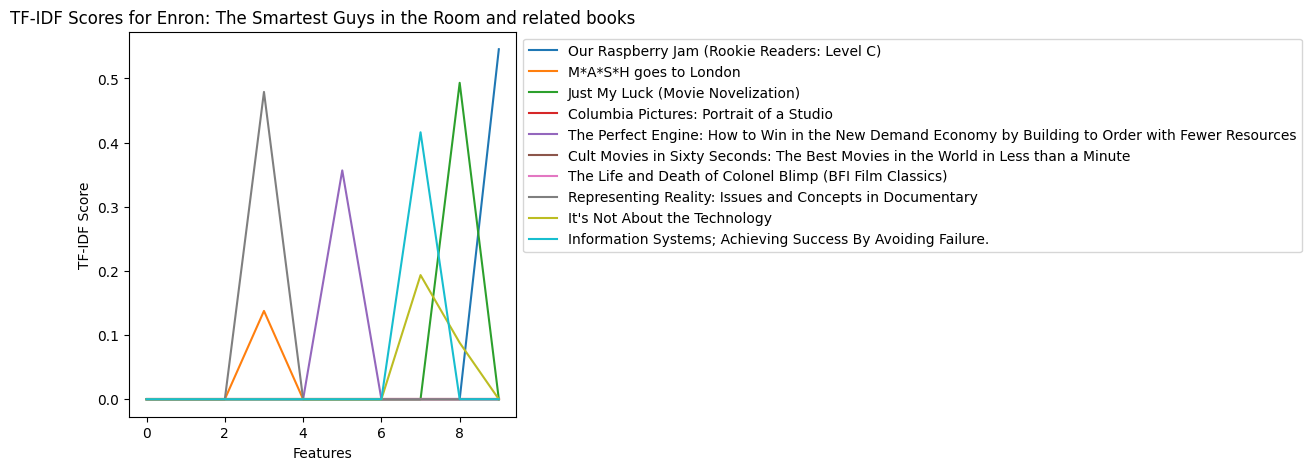 TF-IDF Scores for Enron: The Smartest Guys in the Room and related books
Our Raspberry Jam (Rookie Readers: Level C)
M*A*S*H goes to London
Just My Luck (Movie Novelization)
Columbia Pictures: Portrait of a Studio
The Perfect Engine: How to Win in the New Demand Economy by Building to Order with Fewer Resources
Cult Movies in Sixty Seconds: The Best Movies in the World in Less than a Minute
The Life and Death of Colonel Blimp (BFI Film Classics)
Representing Reality: Issues and Concepts in Documentary
It's Not About the Technology
Information Systems; Achieving Success By Avoiding Failure.
TF-IDF Score
0.5
0.4
0.3
0.2
0.1
0.0
0 2 4 6 8
Features